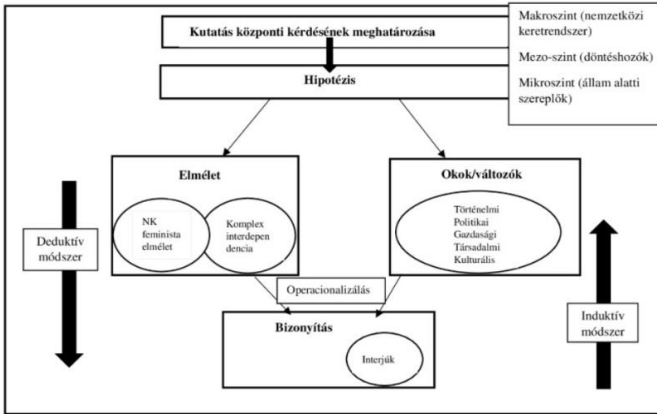 Kutatás központi kérdésének meghatározása
Makroszint (nemzetközi
keretrendszer)
Mezo-szint (döntéshozók)
Mikroszint (állam alatti
szereplők)
Hipotézis
Elmélet
NK
feminista
elmélet
Komplex
interdepen
dencia
Okok/változók
Történelmi
Politikai
Gazdasági
Társadalmi
Kulturális
Deduktív
módszer
Operacionalizálás
Bizonyítás
Interjúk
Induktív
módszer